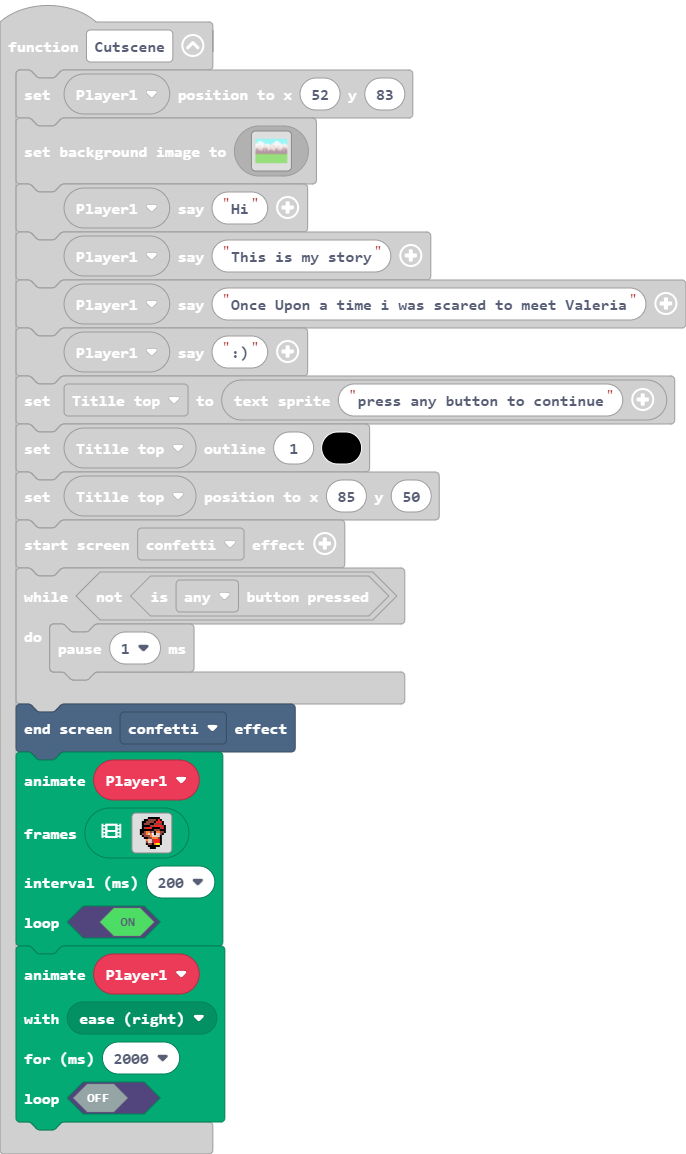 function Cutscene
set Player1 position to x 52 y 83
set background image to
Player1 say "Hi"
Player1 say "This is my story"
Player1 say "Once Upon a time i was scared to meet Valeria"
Player1 say ":)"
set Titlle top to text sprite "press any button to continue"
set Titlle top outline 1
set Titlle top position to x 85 y 50
start screen confetti effect
while not is any button pressed
do
pause 1 ms
end screen confetti effect
animate Player1
frames
interval (ms) 200
loop ON
animate Player1
with ease (right)
for (ms) 2000
loop OFF